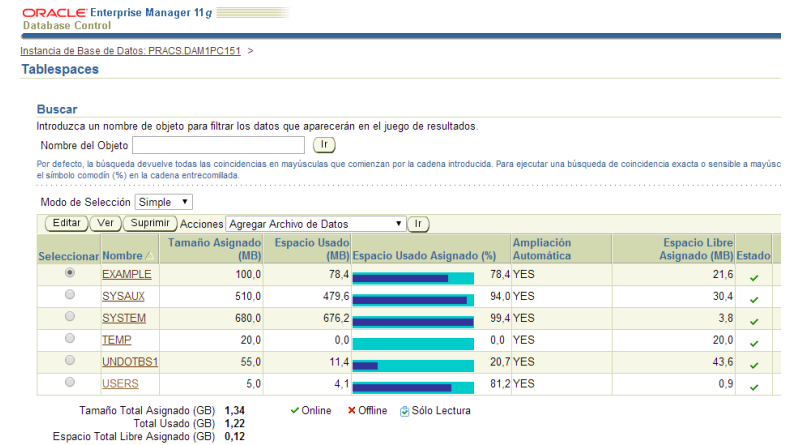 ORACLE Enterprise Manager 11g
Database Control
Instancia de Base de Datos: PRACS.DAM1PC151 >
Tablespaces
Buscar
Introduzca un nombre de objeto para filtrar los datos que aparecerán en el juego de resultados.
Nombre del Objeto Ir
Por defecto, la búsqueda devuelve todas las coincidencias en mayúsculas que comienzan por la cadena introducida. Para ejecutar una búsqueda de coincidencia exacta o sensible a mayúsc
el símbolo comodín (%) en la cadena entrecomillada.
Modo de Selección Simple
Editar Ver Suprimir Acciones Agregar Archivo de Datos Ir
Seleccionar Nombre Tamaño Asignado (MB) Espacio Usado (MB) Espacio Usado Asignado (%) Ampliación Automática Espacio Libre Asignado (MB) Estado
EXAMPLE 100,0 78,4 78,4 YES 21,6
SYSAUX 510,0 479,6 94,0 YES 30,4
SYSTEM 680,0 676,2 99,4 YES 3,8
TEMP 20,0 0,0 0,0 YES 20,0
UNDOTBS1 55,0 11,4 20,7 YES 43,6
USERS 5,0 4,1 81,2 YES 0,9
Tamaño Total Asignado (GB) 1,34 Online Offline Sólo Lectura
Total Usado (GB) 1,22
Espacio Total Libre Asignado (GB) 0,12